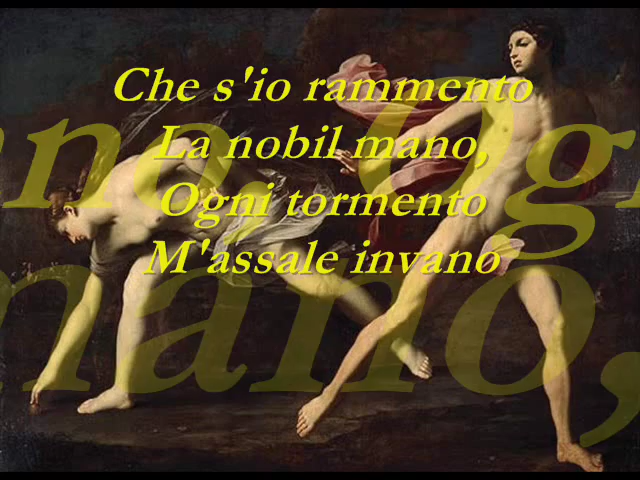 Che s'io rammento
La nobil mano,
Ogni tormento
M'assale invano